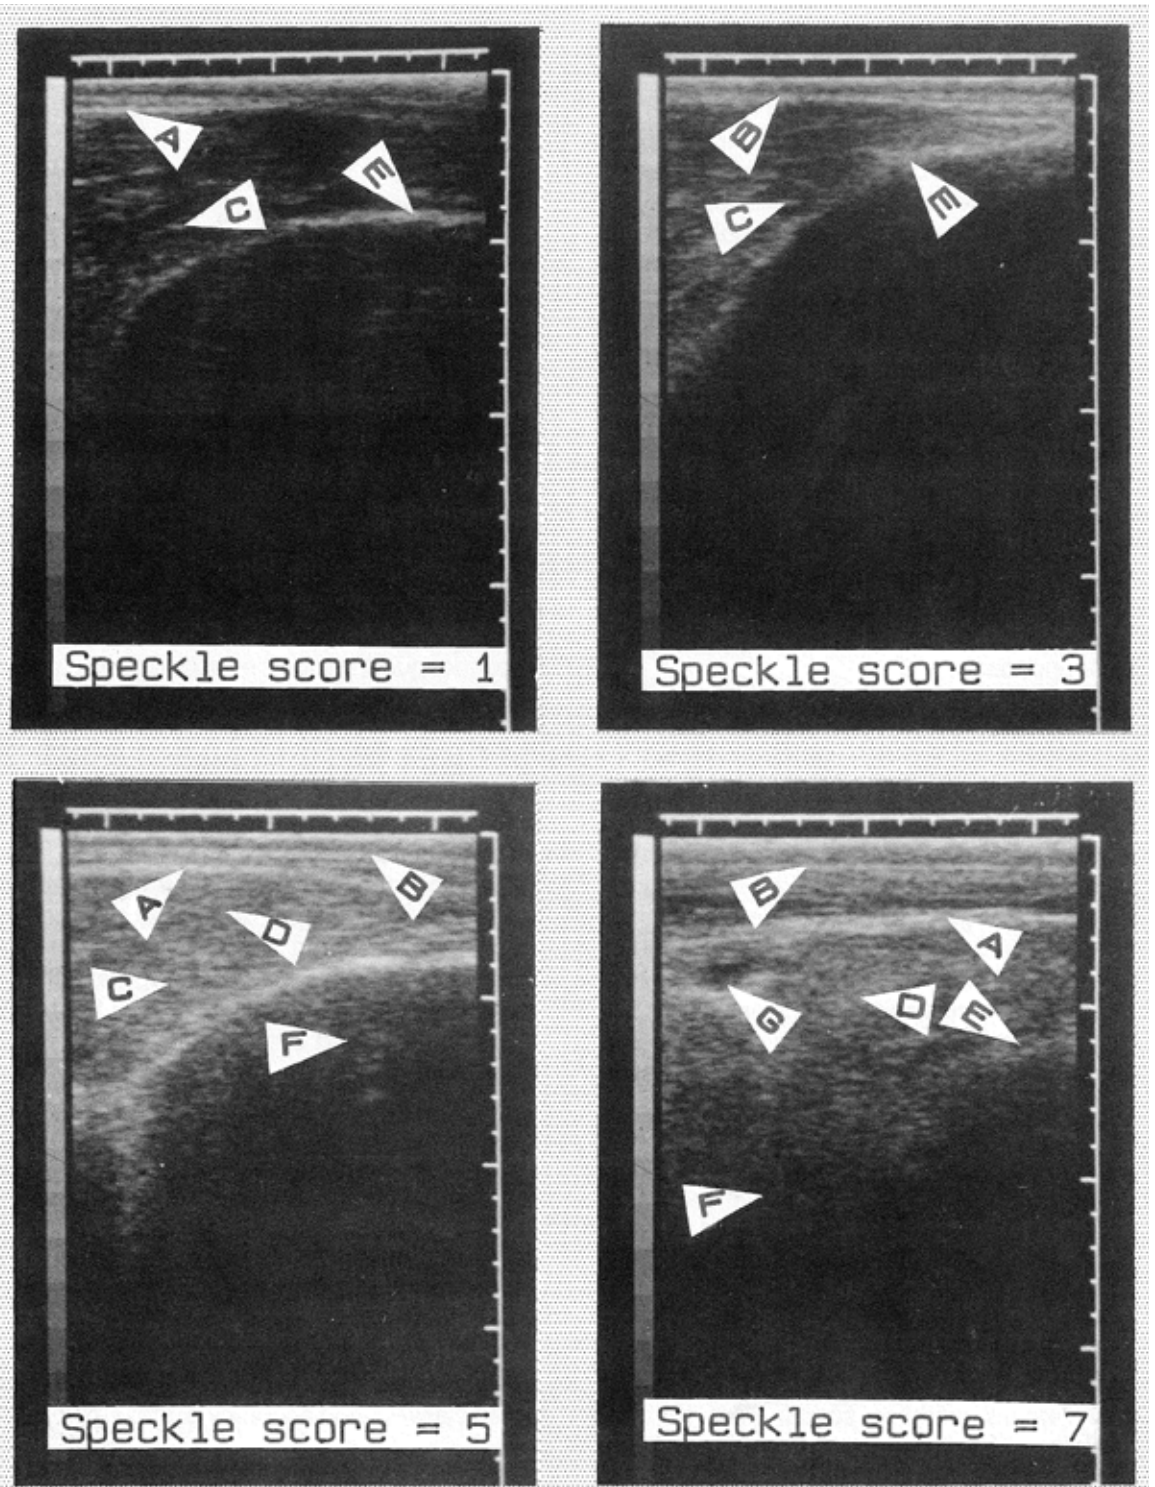 A
E
C
Speckle score = 1
B
C
E
Speckle score = 3
A
B
D
C
F
Speckle score = 5
B
A
G
D
E
F
Speckle score = 7